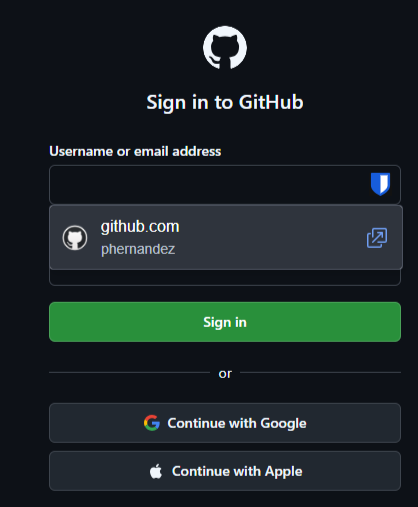 Sign in to GitHub
Username or email address
github.com
phernandez
Sign in
or
Continue with Google
Continue with Apple